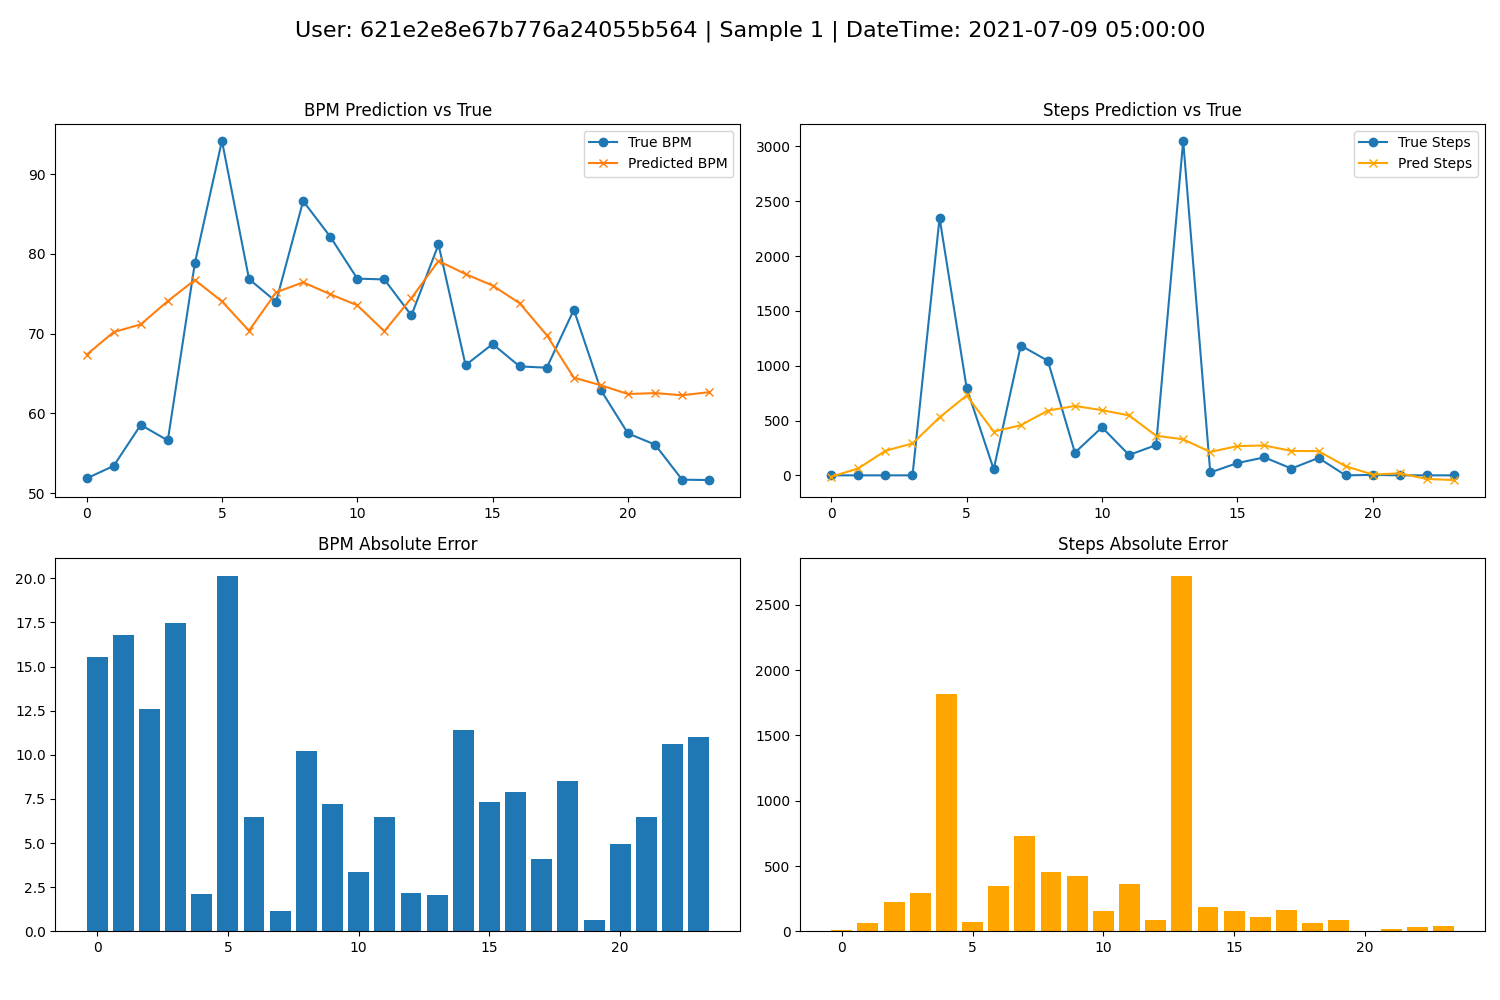 User: 621e2e8e67b776a24055b564 | Sample 1 | DateTime: 2021-07-09 05:00:00
BPM Prediction vs True
True BPM
Predicted BPM
90
80
70
60
50
0 5 10 15 20
Steps Prediction vs True
True Steps
Pred Steps
3000
2500
2000
1500
1000
500
0
0 5 10 15 20
BPM Absolute Error
20.0
17.5
15.0
12.5
10.0
7.5
5.0
2.5
0.0
0 5 10 15 20
Steps Absolute Error
2500
2000
1500
1000
500
0
0 5 10 15 20